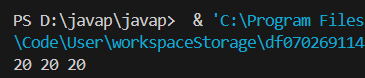 PS D:\javap\javap>  & 'C:\Program Files
\Code\User\workspaceStorage\df070269114
20 20 20